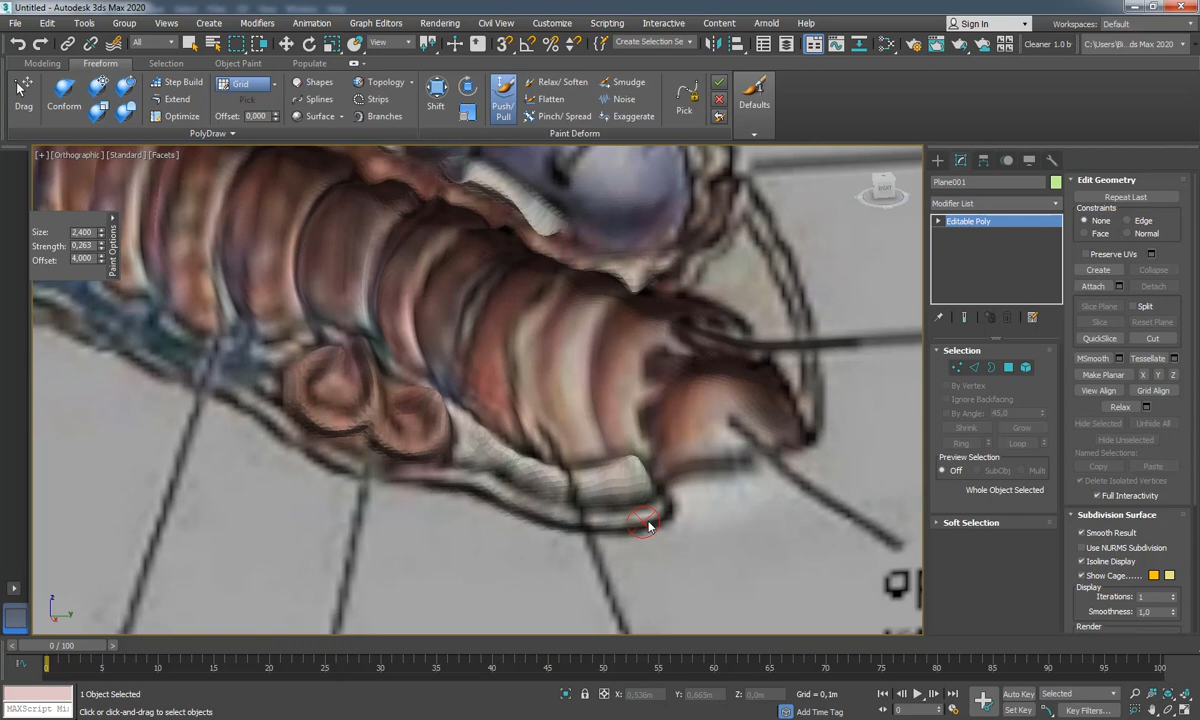 Untitled - Autodesk 3ds Max 2020
File Edit Tools Group Views Create Modifiers Animation Graph Editors Rendering Civil View Customize Scripting Interactive Content Arnold Help
Sign In Workspaces: Default
All View Create Selection Se Cleaner 1.0 b C:\Users\Bi...ds Max 2020
Modeling Freeform Selection Object Paint Populate
Drag Conform Step Build Grid Shapes Topology Shift Push/Pull Relax/ Soften Smudge Pick Defaults
Extend Pick Splines Strips Flatten Noise
Optimize Offset: 0,000 Surface Branches Pinch/ Spread Exaggerate
PolyDraw Paint Deform
[+] [Orthographic] [Standard] [Facets]
RIGHT
Size: 2,400
Strength: 0,263
Offset: 4,000
Paint Options
Plane001
Modifier List
Editable Poly
Selection
By Vertex
Ignore Backfacing
By Angle: 45,0
Shrink Grow
Ring Loop
Preview Selection
Off SubObj Multi
Whole Object Selected
Soft Selection
Edit Geometry
Repeat Last
Constraints
None Edge
Face Normal
Preserve UVs
Create Collapse
Attach Detach
Slice Plane Split
Slice Reset Plane
QuickSlice Cut
MSmooth Tessellate
Make Planar X Y Z
View Align Grid Align
Relax
Hide Selected Unhide All
Hide Unselected
Named Selections:
Copy Paste
Delete Isolated Vertices
Full Interactivity
Subdivision Surface
Smooth Result
Use NURMS Subdivision
Isoline Display
Show Cage......
Display
Iterations: 1
Smoothness: 1,0
Render
z
y
x
0 / 100
0 5 10 15 20 25 30 35 40 45 50 55 60 65 70 75 80 85 90 95 100
1 Object Selected X: 0,536m Y: 0,665m Z: 0,0m Grid = 0,1m Auto Key Selected
MAXScript Mi Click or click-and-drag to select objects Add Time Tag 0 Set Key Key Filters...